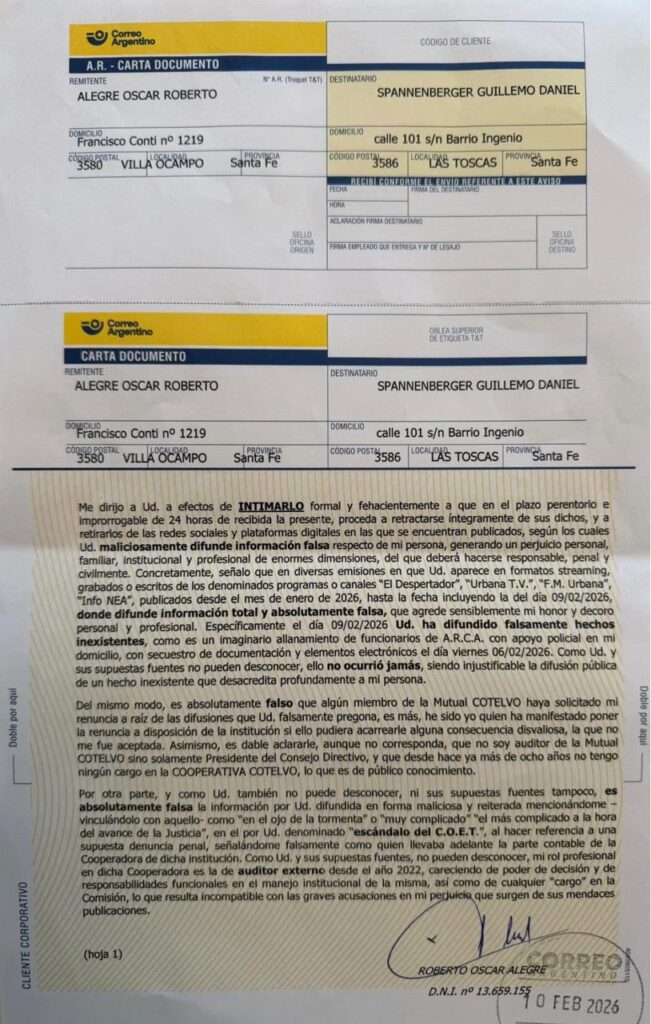 Correo
Argentino
CÓDIGO DE CLIENTE
A.R. - CARTA DOCUMENTO
REMITENTE
Nº A.R. (Troquel T&T)
ALEGRE OSCAR ROBERTO
DESTINATARIO
SPANNENBERGER GUILLEMO DANIEL
DOMICILIO
Francisco Conti nº 1219
DOMICILIO
calle 101 s/n Barrio Ingenio
CÓDIGO POSTAL LOCALIDAD PROVINCIA
3580 VILLA OCAMPO Santa Fe
CÓDIGO POSTAL LOCALIDAD PROVINCIA
3586 LAS TOSCAS Santa Fe
RECIBÍ CONFORME EL ENVÍO REFERENTE A ESTE AVISO
FECHA
FIRMA DEL DESTINATARIO
HORA
ACLARACIÓN FIRMA DESTINATARIO
SELLO
OFICINA
ORIGEN
FIRMA EMPLEADO QUE ENTREGA Y Nº DE LEGAJO
SELLO
OFICINA
DESTINO
Correo
Argentino
OBLEA SUPERIOR
DE ETIQUETA T&T
CARTA DOCUMENTO
REMITENTE
ALEGRE OSCAR ROBERTO
DESTINATARIO
SPANNENBERGER GUILLEMO DANIEL
DOMICILIO
Francisco Conti nº 1219
DOMICILIO
calle 101 s/n Barrio Ingenio
CÓDIGO POSTAL LOCALIDAD PROVINCIA
3580 VILLA OCAMPO Santa Fe
CÓDIGO POSTAL LOCALIDAD PROVINCIA
3586 LAS TOSCAS Santa Fe
Me dirijo a Ud. a efectos de INTIMARLO formal y fehacientemente a que en el plazo perentorio e
improrrogable de 24 horas de recibida la presente, proceda a retractarse íntegramente de sus dichos, y a
retirarlos de las redes sociales y plataformas digitales en las que se encuentran publicados, según los cuales
Ud. maliciosamente difunde información falsa respecto de mi persona, generando un perjuicio personal,
familiar, institucional y profesional de enormes dimensiones, del que deberá hacerse responsable, penal y
civilmente. Concretamente, señalo que en diversas emisiones en que Ud. aparece en formatos streaming,
grabados o escritos de los denominados programas o canales "El Despertador", "Urbana T.V.", "F.M. Urbana",
"Info NEA", publicados desde el mes de enero de 2026, hasta la fecha incluyendo la del día 09/02/2026,
donde difunde información total y absolutamente falsa, que agrede sensiblemente mi honor y decoro
personal y profesional. Específicamente el día 09/02/2026 Ud. ha difundido falsamente hechos
inexistentes, como es un imaginario allanamiento de funcionarios de A.R.C.A. con apoyo policial en mi
domicilio, con secuestro de documentación y elementos electrónicos el día viernes 06/02/2026. Como Ud. y
sus supuestas fuentes no pueden desconocer, ello no ocurrió jamás, siendo injustificable la difusión pública
de un hecho inexistente que desacredita profundamente a mi persona.
Del mismo modo, es absolutamente falso que algún miembro de la Mutual COTELVO haya solicitado mi
renuncia a raíz de las difusiones que Ud. falsamente pregona, es más, he sido yo quien ha manifestado poner
la renuncia a disposición de la institución si ello pudiera acarrearle alguna consecuencia disvaliosa, la que no
me fue aceptada. Asimismo, es dable aclararle, aunque no corresponda, que no soy auditor de la Mutual
COTELVO sino solamente Presidente del Consejo Directivo, y que desde hace ya más de ocho años no tengo
ningún cargo en la COOPERATIVA COTELVO, lo que es de público conocimiento.
Por otra parte, y como Ud. también no puede desconocer, ni sus supuestas fuentes tampoco, es
absolutamente falsa la información por Ud. difundida en forma maliciosa y reiterada mencionándome –
vinculándolo con aquello- como "en el ojo de la tormenta" o "muy complicado" "el más complicado a la hora
del avance de la Justicia", en el por Ud. denominado "escándalo del C.O.E.T.", al hacer referencia a una
supuesta denuncia penal, señalándome falsamente como quien llevaba adelante la parte contable de la
Cooperadora de dicha institución. Como Ud. y sus supuestas fuentes, no pueden desconocer, mi rol profesional
en dicha Cooperadora es la de auditor externo desde el año 2022, careciendo de poder de decisión y de
responsabilidades funcionales en el manejo institucional de la misma, así como de cualquier "cargo" en la
Comisión, lo que resulta incompatible con las graves acusaciones en mi perjuicio que surgen de sus mendaces
publicaciones.
(hoja 1)
ROBERTO OSCAR ALEGRE
D.N.I. nº 13.659.155
CORREO
ARGENTINO
10 FEB 2026
Doble por aquí
Doble por aquí
CLIENTE CORPORATIVO